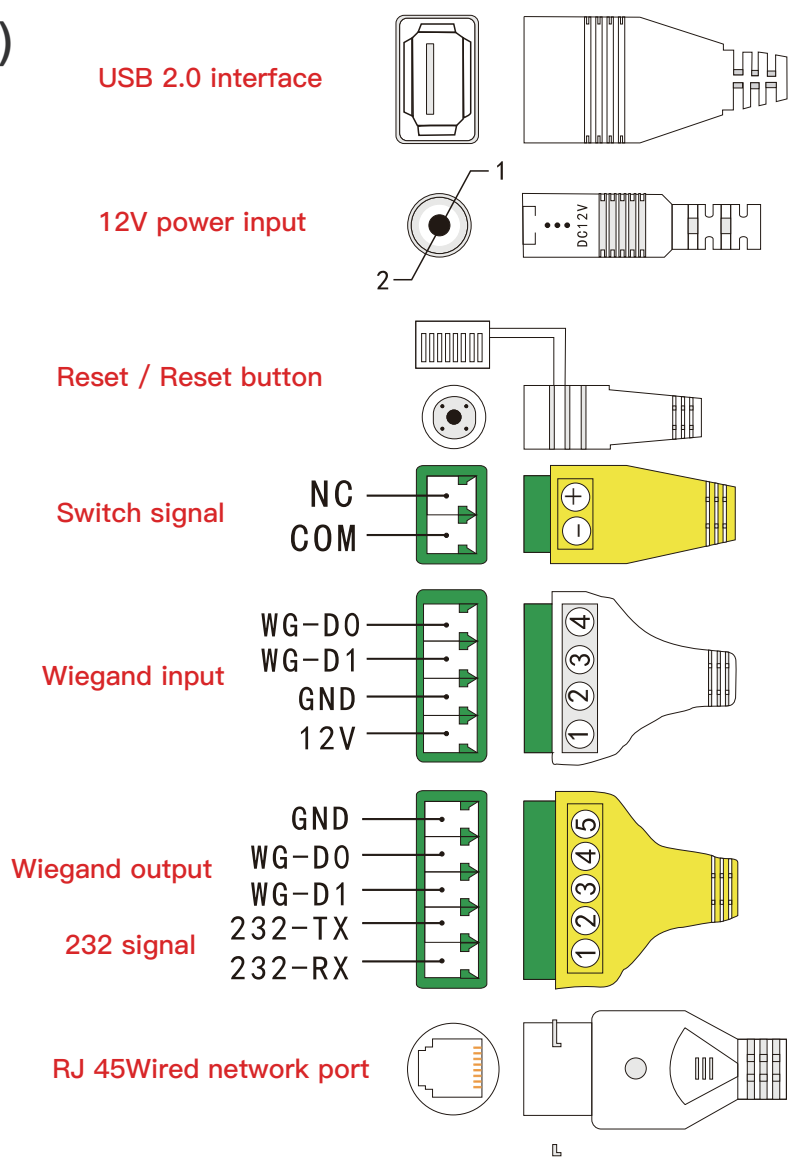 )
USB 2.0 interface
1
12V power input
DC12V
2
Reset / Reset button
NC
Switch signal
COM
+
-
WG-D0
WG-D1
Wiegand input
GND
12V
4
3
2
1
GND
Wiegand output
WG-D0
WG-D1
232-TX
232 signal
232-RX
5
4
3
2
1
RJ 45Wired network port